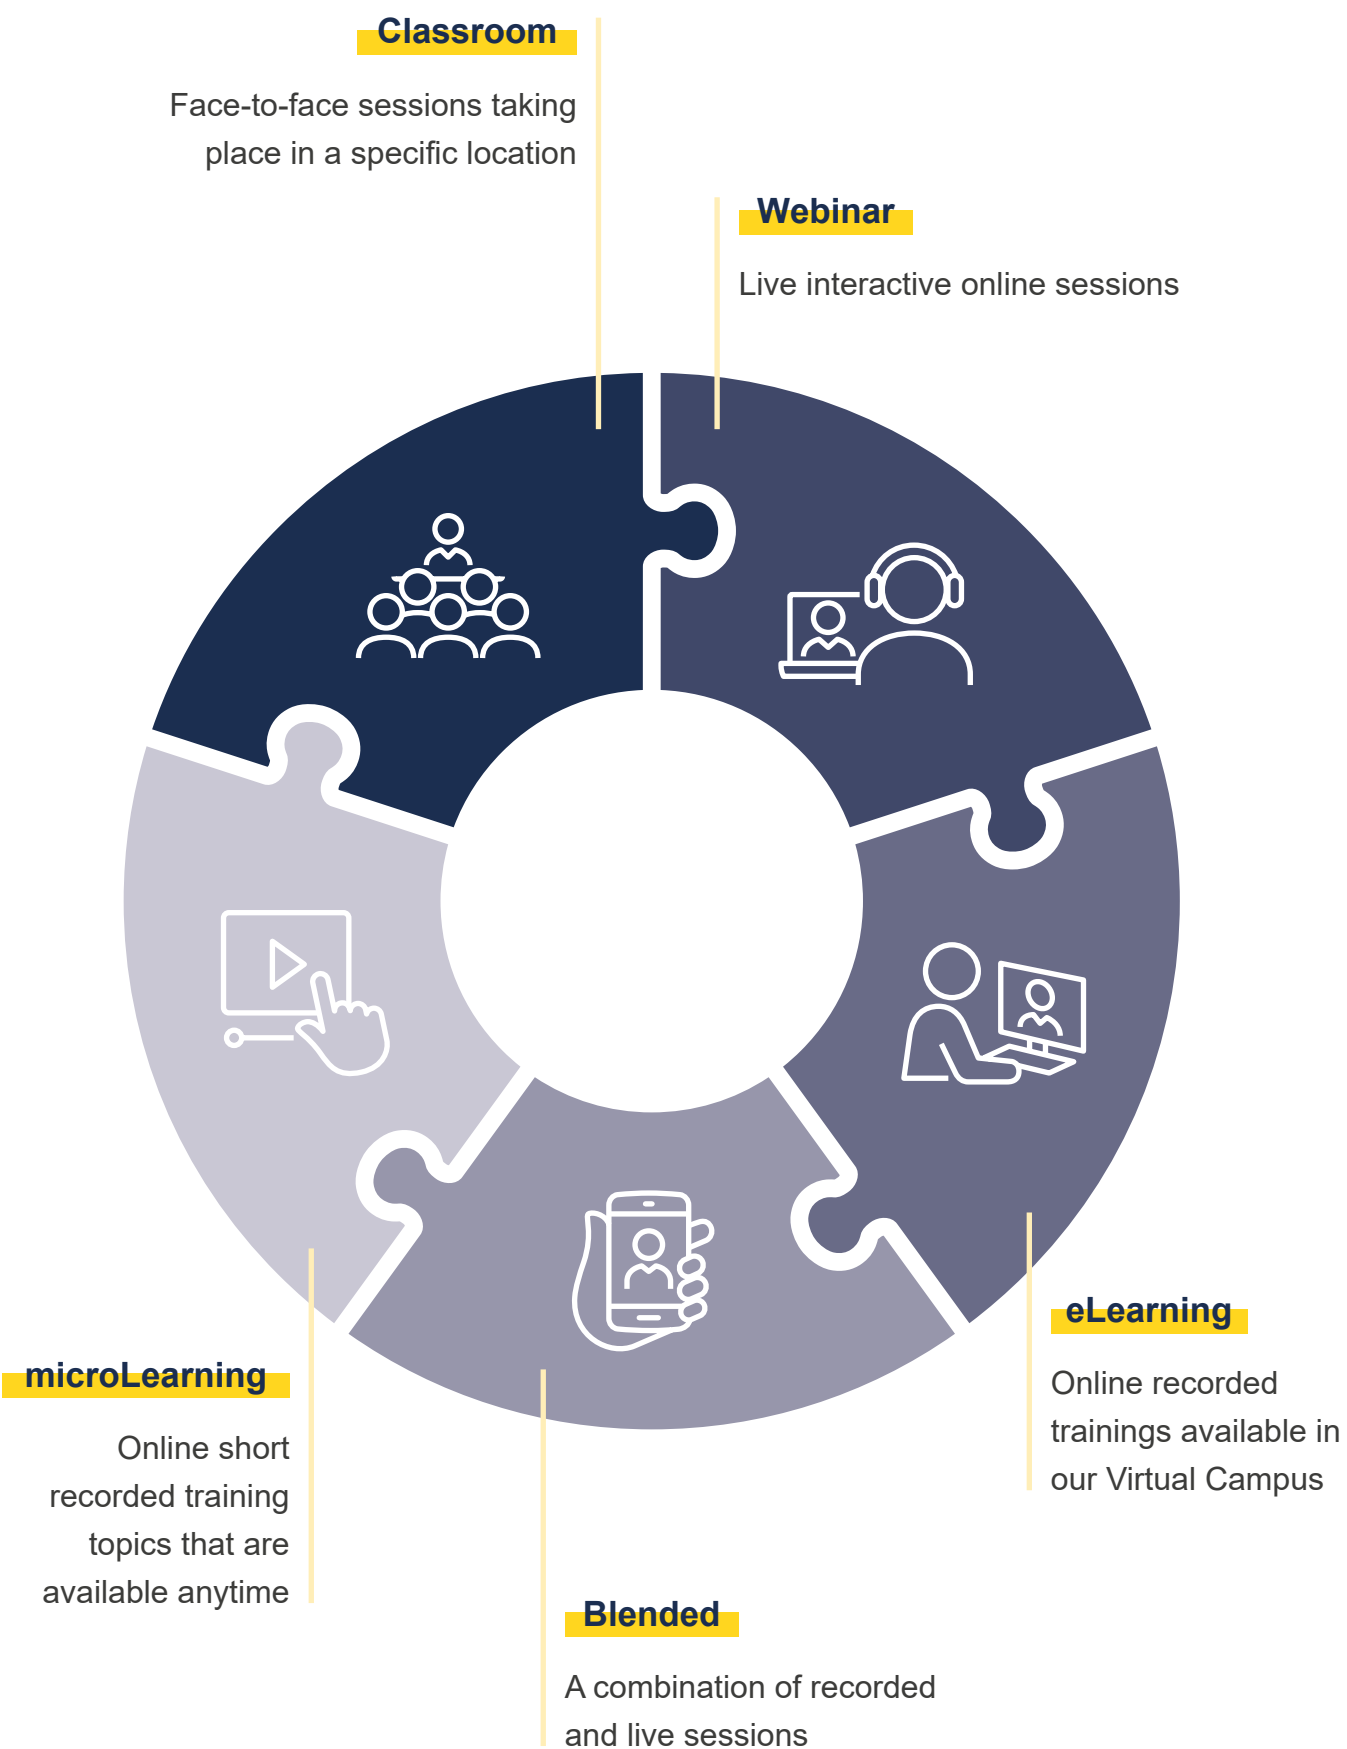 Classroom
Face-to-face sessions taking
place in a specific location
Webinar
Live interactive online sessions
eLearning
Online recorded
trainings available in
our Virtual Campus
Blended
A combination of recorded
and live sessions
microLearning
Online short
recorded training
topics that are
available anytime